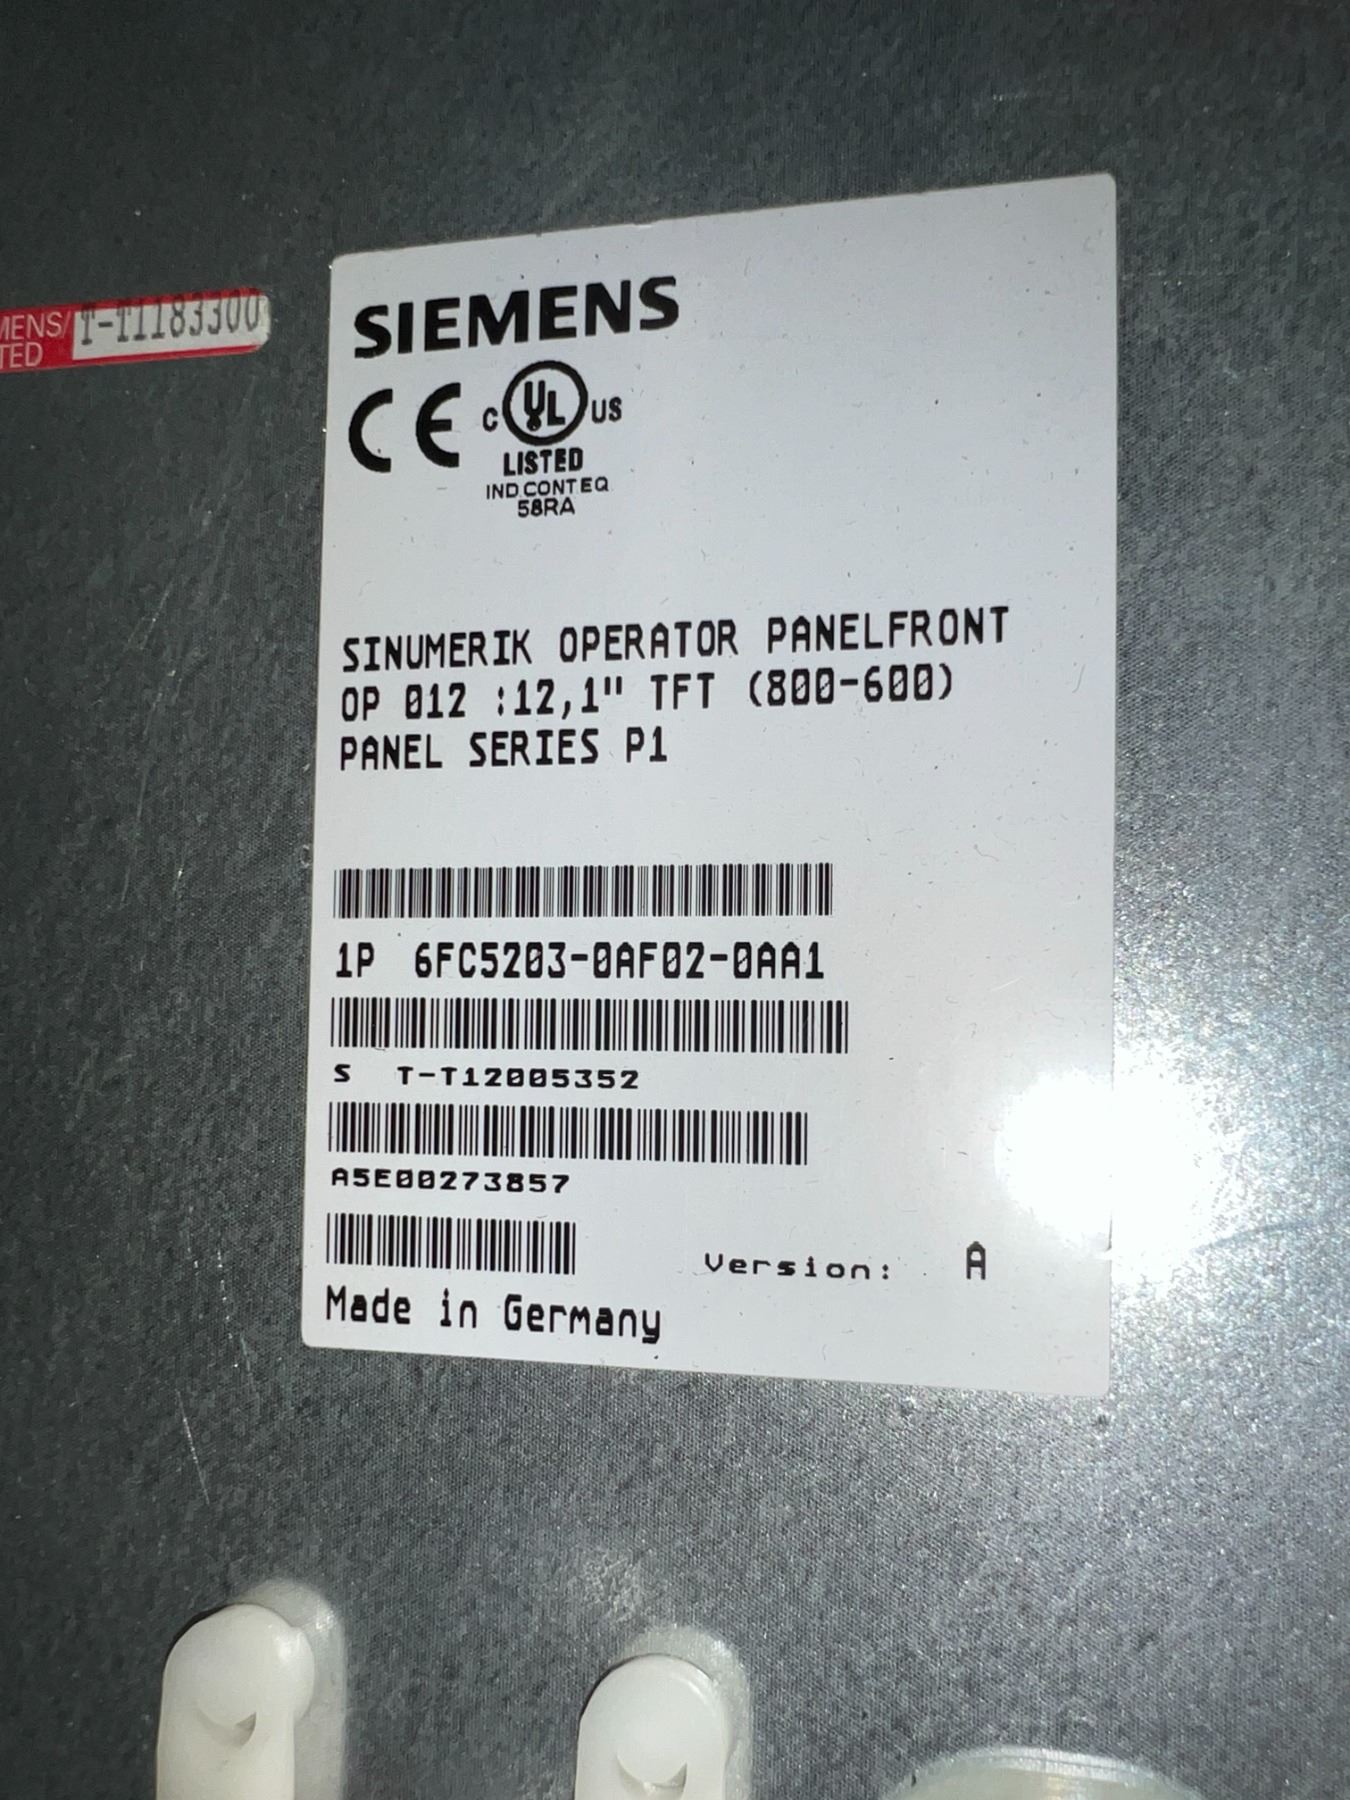 MENS/
TED
T-T1183300
SIEMENS
CE
C UL US
LISTED
IND.CONT.EQ
58RA
SINUMERIK OPERATOR PANELFRONT
OP 012 :12,1" TFT (800-600)
PANEL SERIES P1
1P 6FC5203-0AF02-0AA1
S T-T12005352
A5E00273857
Version: A
Made in Germany